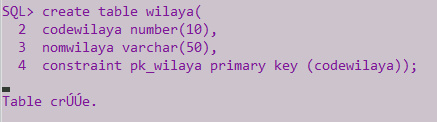 SQL> create table wilaya(
  2  codewilaya number(10),
  3  nomwilaya varchar(50),
  4  constraint pk_wilaya primary key (codewilaya));
Table crÚÚe.